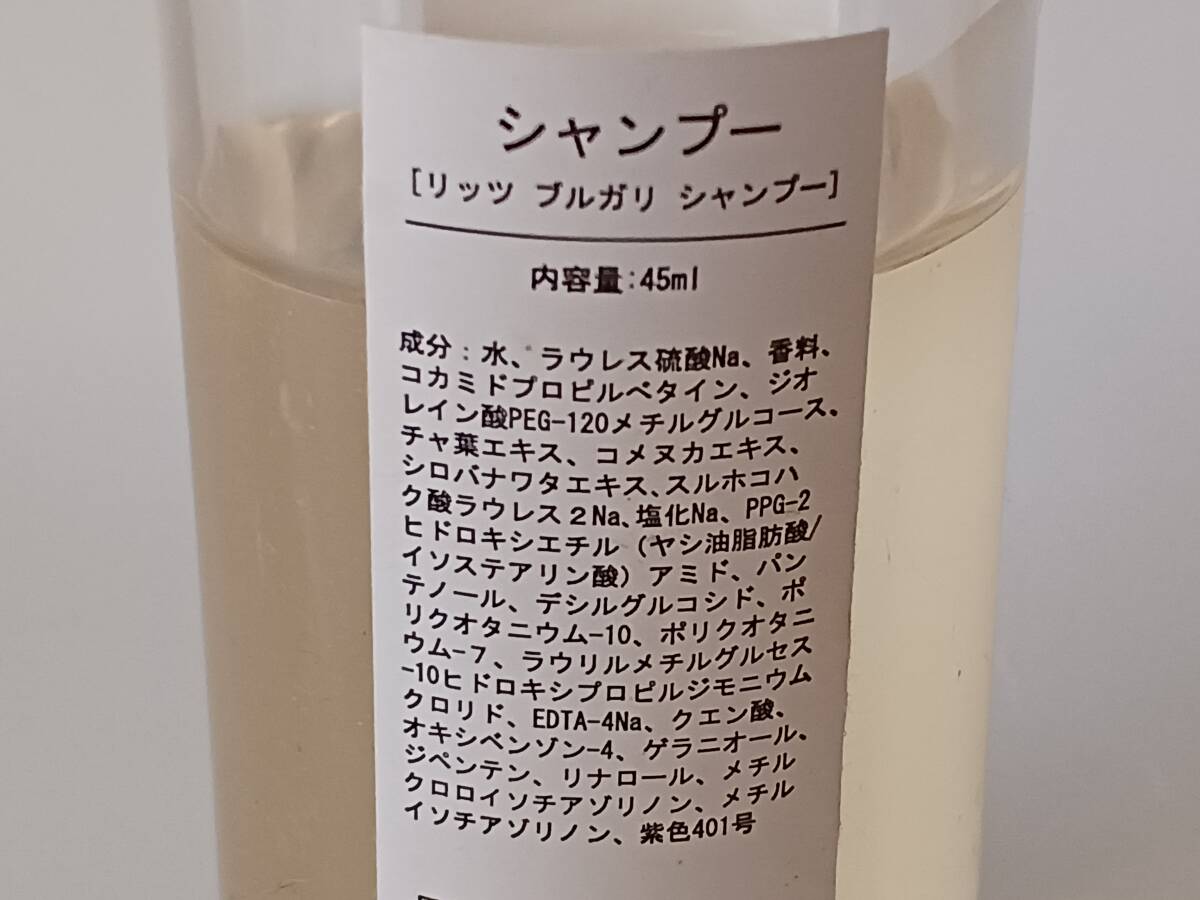 シャンプー
[リッツ ブルガリ シャンプー]
内容量:45ml
成分：水、ラウレス硫酸Na、香料、
コカミドプロピルベタイン、ジオ
レイン酸PEG-120メチルグルコース、
チャ葉エキス、コメヌカエキス、
シロバナワタエキス、スルホコハ
ク酸ラウレス２Na、塩化Na、PPG-2
ヒドロキシエチル（ヤシ油脂肪酸/
イソステアリン酸）アミド、パン
テノール、デシルグルコシド、ポ
リクオタニウム-10、ポリクオタニ
ウム-７、ラウリルメチルグルセス
-10ヒドロキシプロピルジモニウム
クロリド、EDTA-4Na、クエン酸、
オキシベンゾン-4、ゲラニオール、
ジペンテン、リナロール、メチル
クロロイソチアゾリノン、メチル
イソチアゾリノン、紫色401号